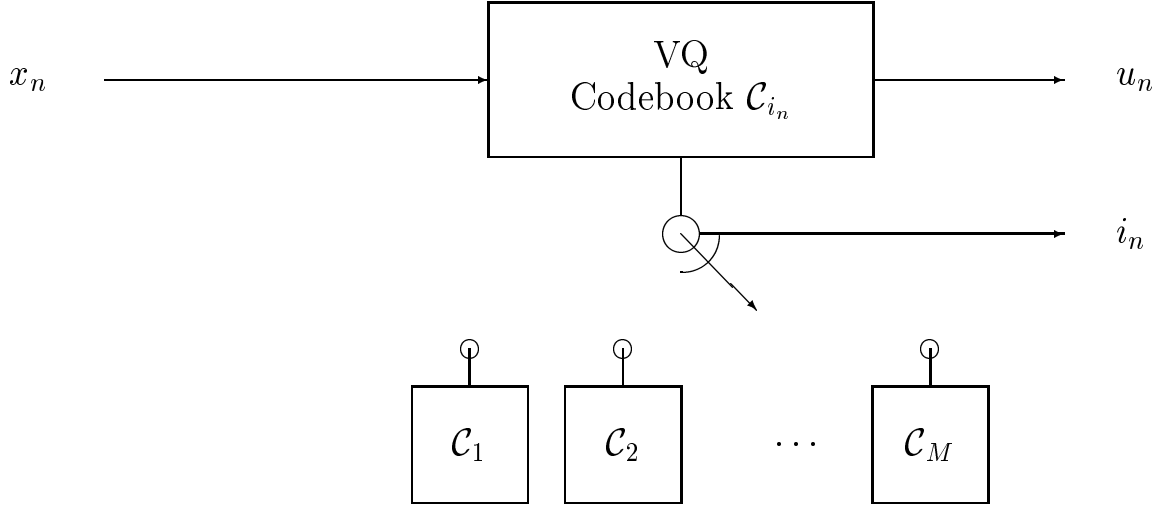 VQ
x_n Codebook 𝒞_{i_n} u_n
i_n
𝒞_1 𝒞_2 ... 𝒞_M